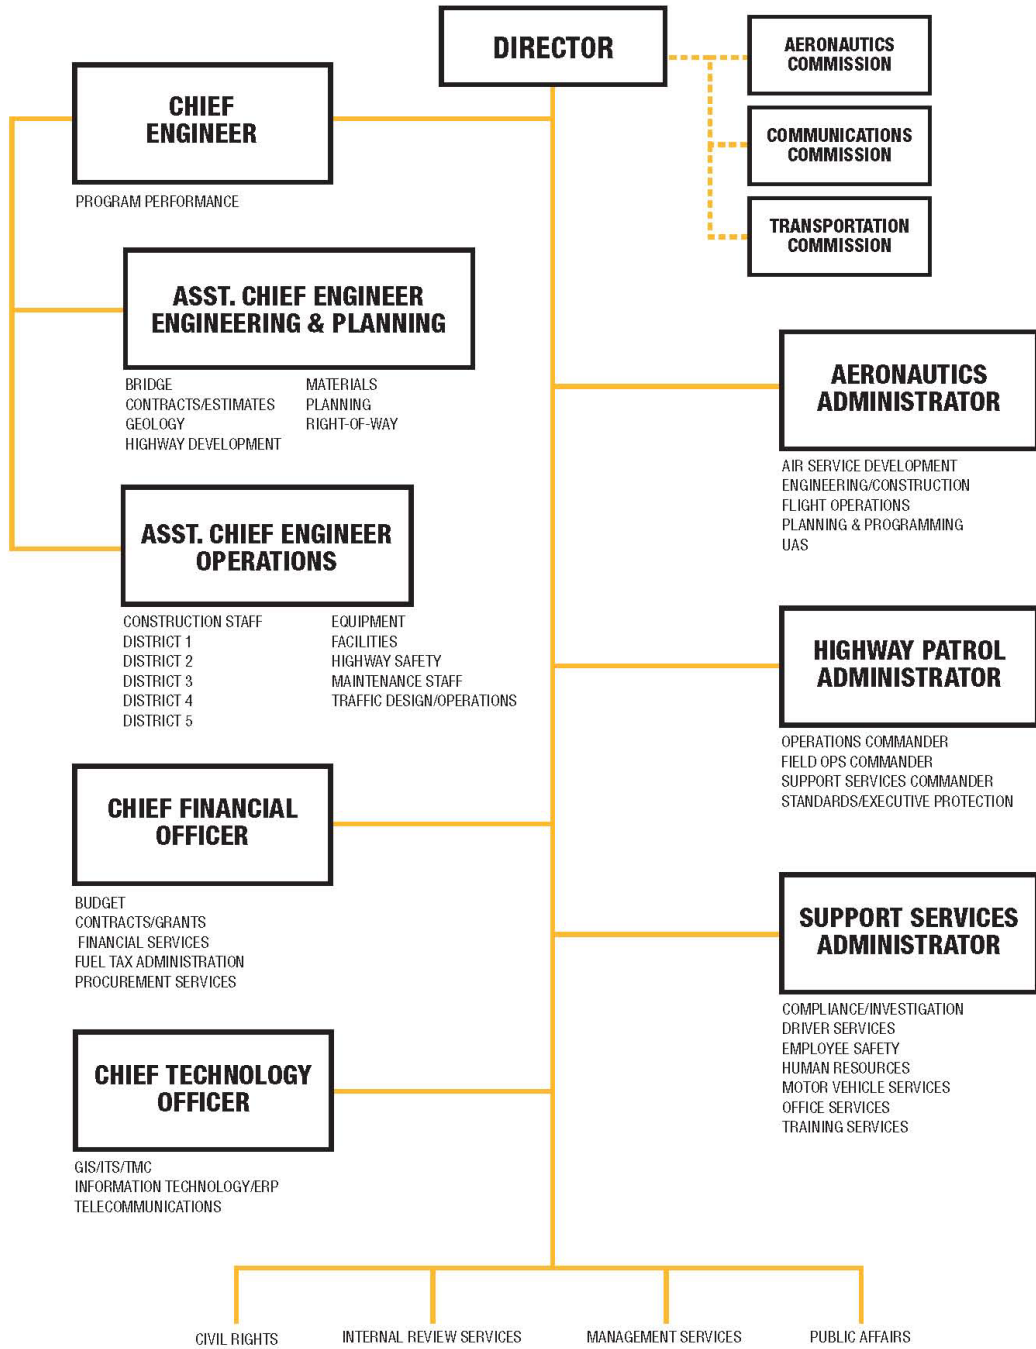 DIRECTOR
AERONAUTICS
COMMISSION
COMMUNICATIONS
COMMISSION
TRANSPORTATION
COMMISSION
CHIEF
ENGINEER
PROGRAM PERFORMANCE
ASST. CHIEF ENGINEER
ENGINEERING & PLANNING
BRIDGE
CONTRACTS/ESTIMATES
GEOLOGY
HIGHWAY DEVELOPMENT
MATERIALS
PLANNING
RIGHT-OF-WAY
ASST. CHIEF ENGINEER
OPERATIONS
CONSTRUCTION STAFF
DISTRICT 1
DISTRICT 2
DISTRICT 3
DISTRICT 4
DISTRICT 5
EQUIPMENT
FACILITIES
HIGHWAY SAFETY
MAINTENANCE STAFF
TRAFFIC DESIGN/OPERATIONS
CHIEF FINANCIAL
OFFICER
BUDGET
CONTRACTS/GRANTS
FINANCIAL SERVICES
FUEL TAX ADMINISTRATION
PROCUREMENT SERVICES
CHIEF TECHNOLOGY
OFFICER
GIS/ITS/TMC
INFORMATION TECHNOLOGY/ERP
TELECOMMUNICATIONS
AERONAUTICS
ADMINISTRATOR
AIR SERVICE DEVELOPMENT
ENGINEERING/CONSTRUCTION
FLIGHT OPERATIONS
PLANNING & PROGRAMMING
UAS
HIGHWAY PATROL
ADMINISTRATOR
OPERATIONS COMMANDER
FIELD OPS COMMANDER
SUPPORT SERVICES COMMANDER
STANDARDS/EXECUTIVE PROTECTION
SUPPORT SERVICES
ADMINISTRATOR
COMPLIANCE/INVESTIGATION
DRIVER SERVICES
EMPLOYEE SAFETY
HUMAN RESOURCES
MOTOR VEHICLE SERVICES
OFFICE SERVICES
TRAINING SERVICES
CIVIL RIGHTS
INTERNAL REVIEW SERVICES
MANAGEMENT SERVICES
PUBLIC AFFAIRS